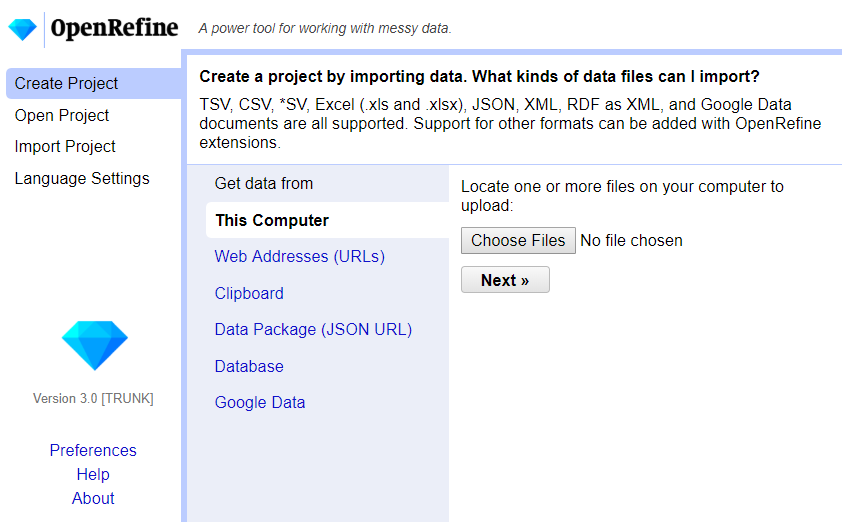 OpenRefine A power tool for working with messy data.
Create Project
Open Project
Import Project
Language Settings
Version 3.0 [TRUNK]
Preferences
Help
About
Create a project by importing data. What kinds of data files can I import?
TSV, CSV, *SV, Excel (.xls and .xlsx), JSON, XML, RDF as XML, and Google Data
documents are all supported. Support for other formats can be added with OpenRefine
extensions.
Get data from
This Computer
Web Addresses (URLs)
Clipboard
Data Package (JSON URL)
Database
Google Data
Locate one or more files on your computer to
upload:
Choose Files No file chosen
Next »